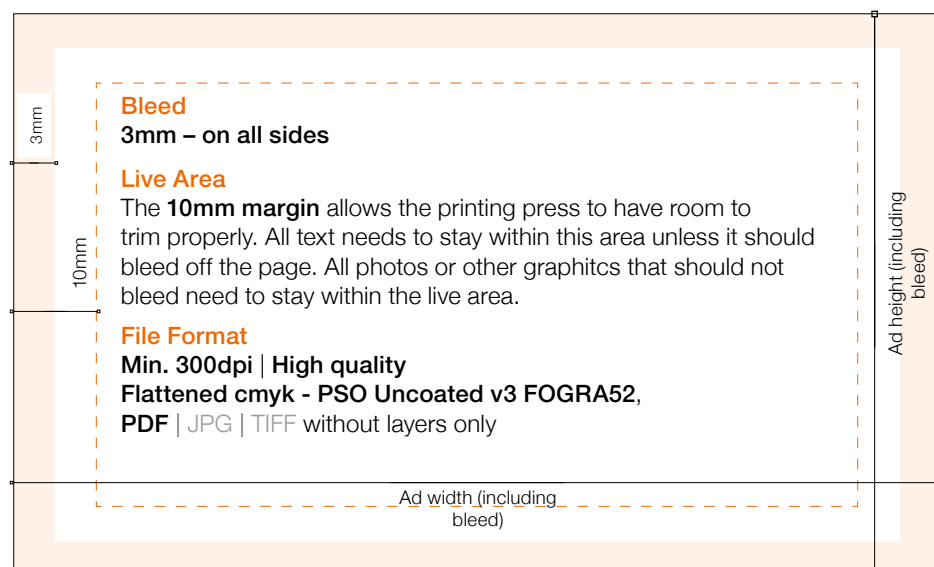 Bleed
3mm – on all sides
3mm
Live Area
The 10mm margin allows the printing press to have room to
trim properly. All text needs to stay within this area unless it should
bleed off the page. All photos or other graphitcs that should not
bleed need to stay within the live area.
10mm
Ad height (including
bleed)
File Format
Min. 300dpi | High quality
Flattened cmyk - PSO Uncoated v3 FOGRA52,
PDF | JPG | TIFF without layers only
Ad width (including
bleed)